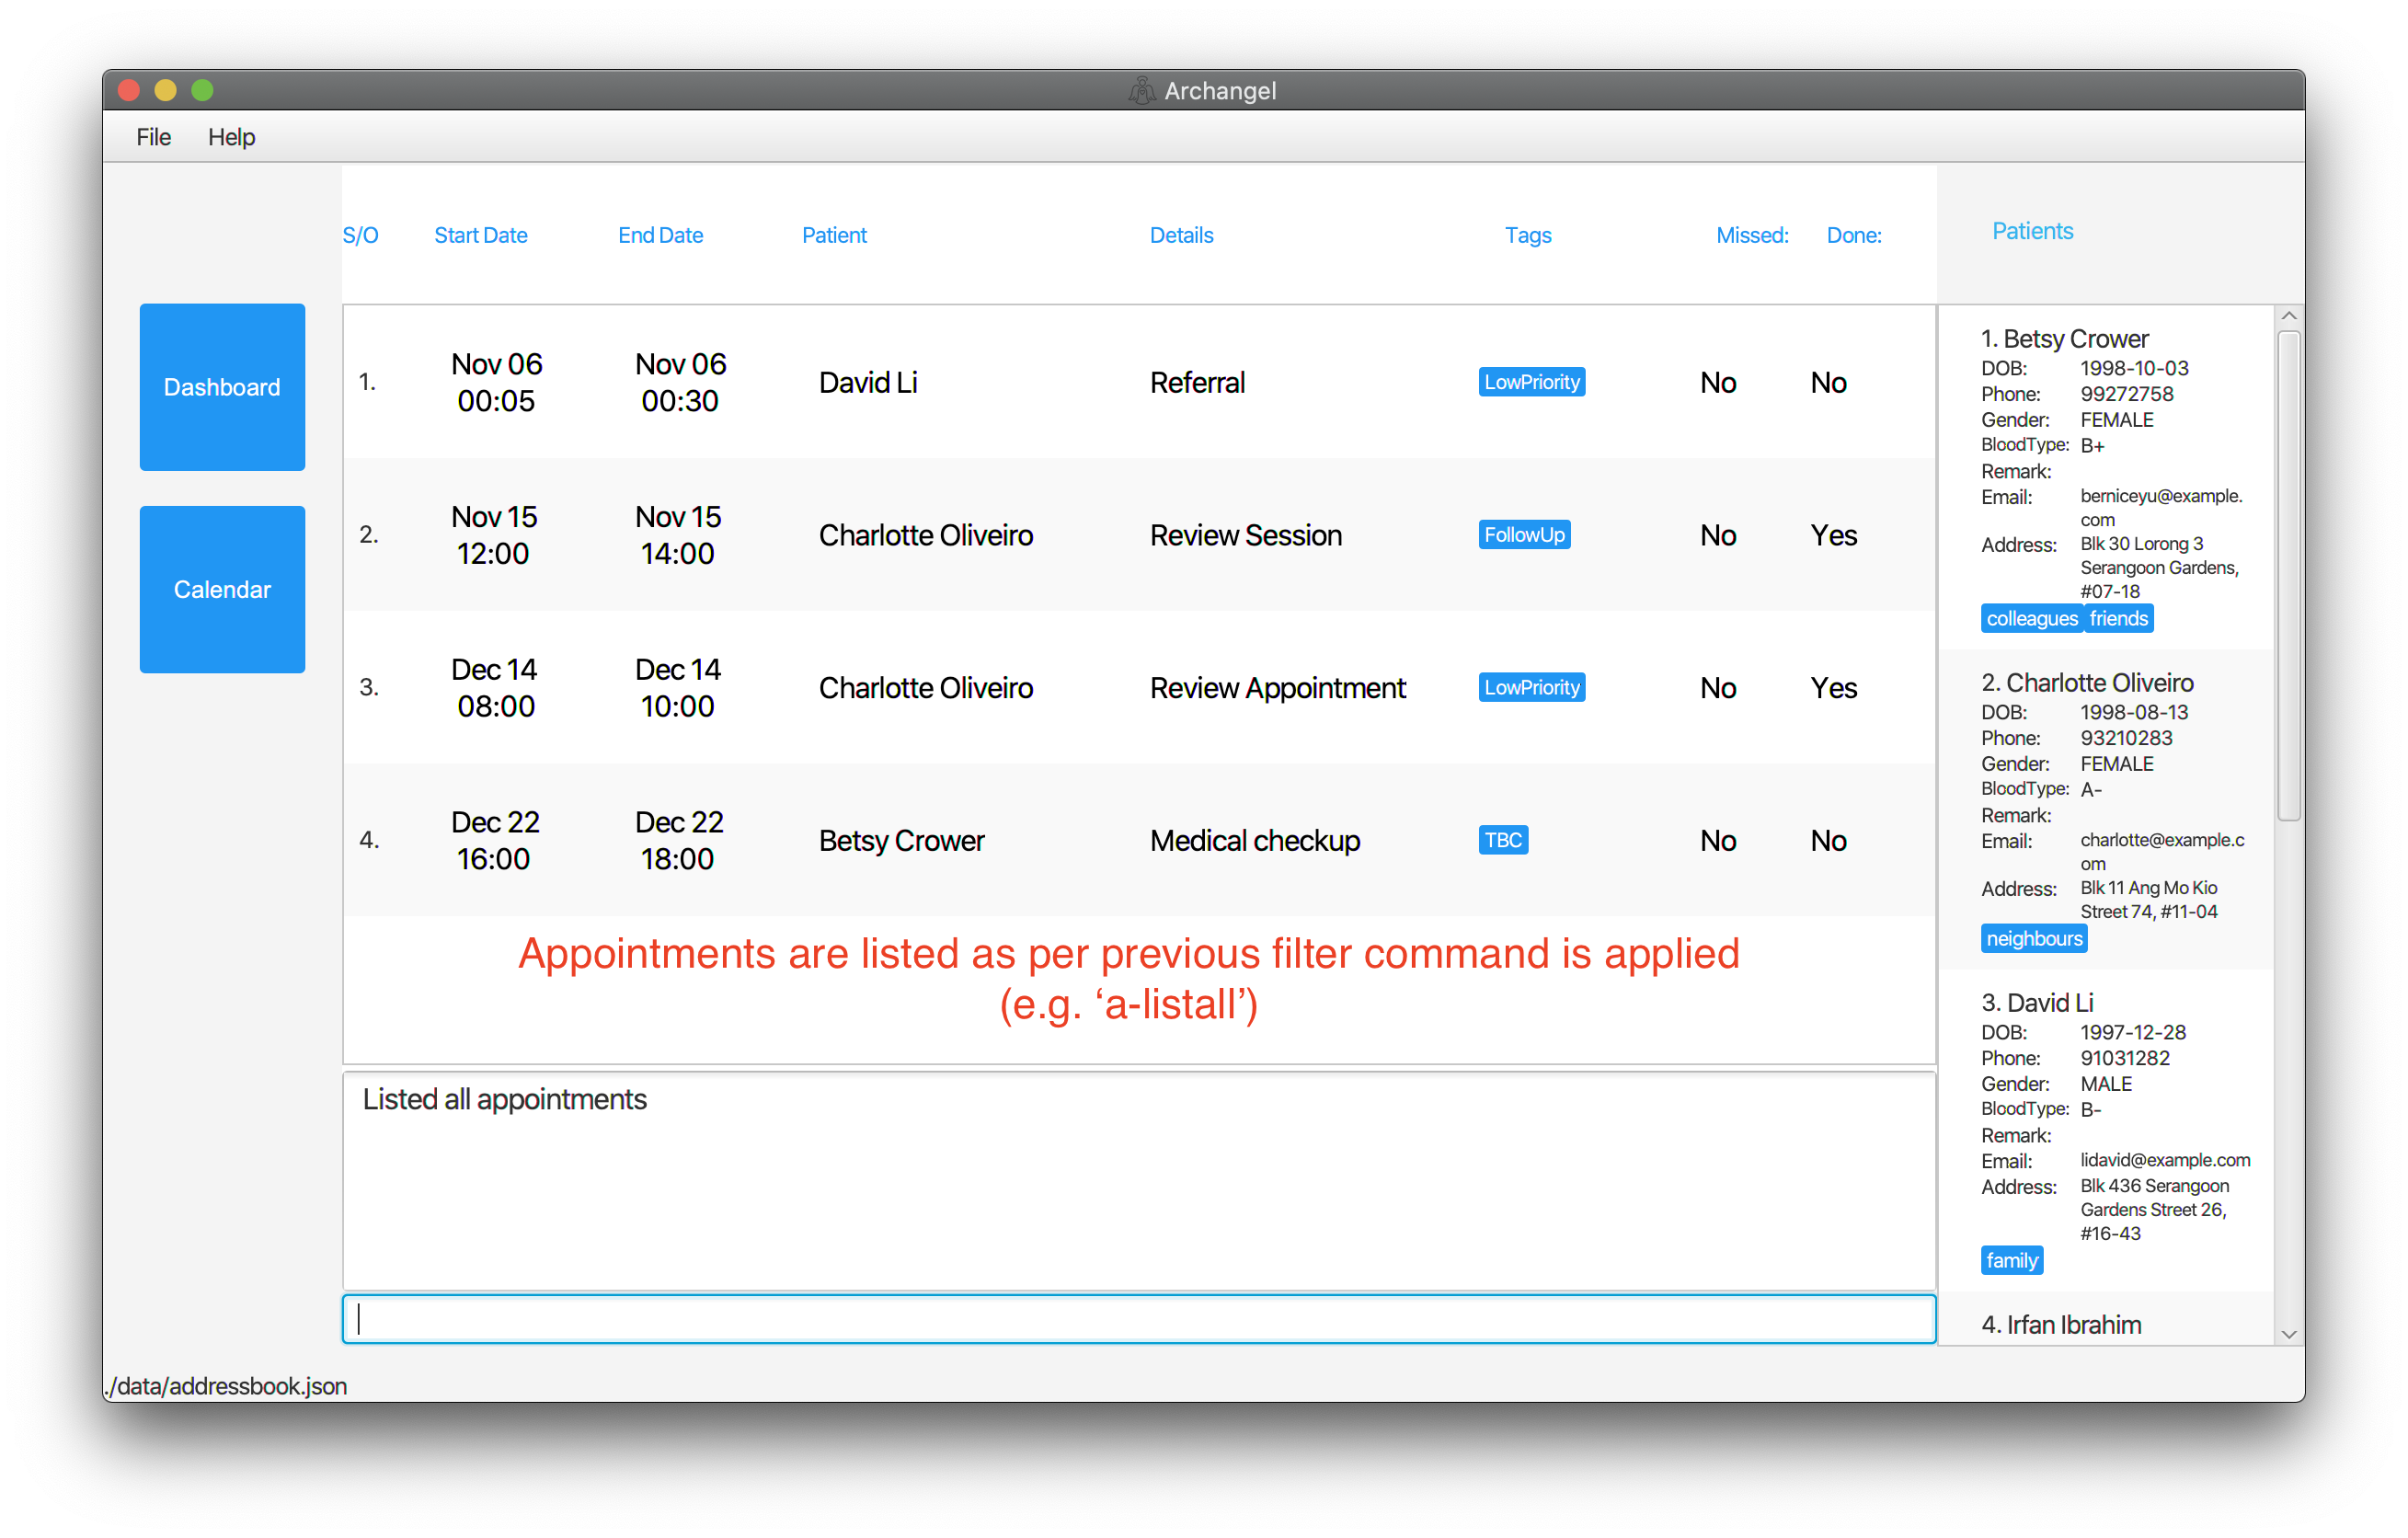 Archangel
File Help
S/O Start Date End Date Patient Details Tags Missed: Done:
Patients
Dashboard
Calendar
1. Nov 06 00:05 Nov 06 00:30 David Li Referral LowPriority No No
2. Nov 15 12:00 Nov 15 14:00 Charlotte Oliveiro Review Session FollowUp No Yes
3. Dec 14 08:00 Dec 14 10:00 Charlotte Oliveiro Review Appointment LowPriority No Yes
4. Dec 22 16:00 Dec 22 18:00 Betsy Crower Medical checkup TBC No No
Appointments are listed as per previous filter command is applied
(e.g. ‘a-listall’)
Listed all appointments
1. Betsy Crower
DOB: 1998-10-03
Phone: 99272758
Gender: FEMALE
BloodType: B+
Remark:
Email: berniceyu@example.
com
Address: Blk 30 Lorong 3
Serangoon Gardens,
#07-18
colleagues friends
2. Charlotte Oliveiro
DOB: 1998-08-13
Phone: 93210283
Gender: FEMALE
BloodType: A-
Remark:
Email: charlotte@example.c
om
Address: Blk 11 Ang Mo Kio
Street 74, #11-04
neighbours
3. David Li
DOB: 1997-12-28
Phone: 91031282
Gender: MALE
BloodType: B-
Remark:
Email: lidavid@example.com
Address: Blk 436 Serangoon
Gardens Street 26,
#16-43
family
4. Irfan Ibrahim
./data/addressbook.json